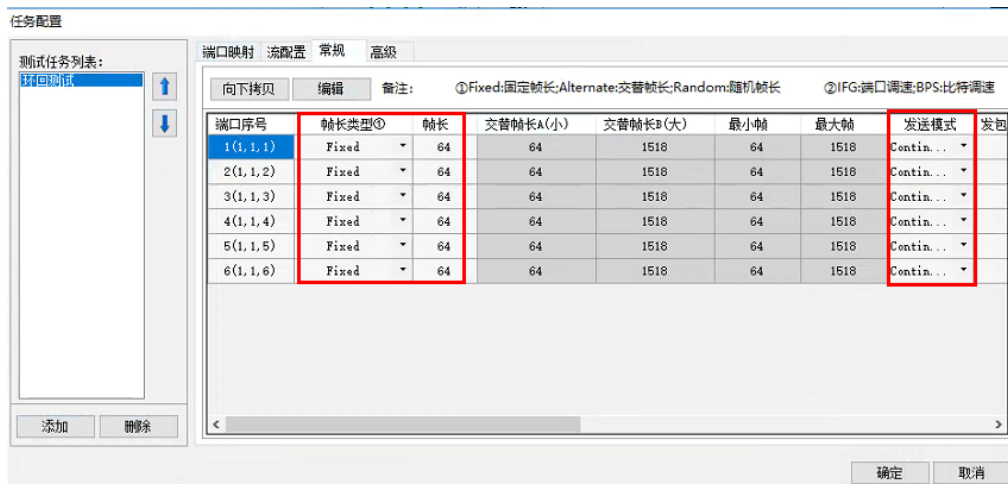 任务配置
测试任务列表:
环回测试
添加 删除
端口映射 流配置 常规 高级
向下拷贝 编辑 备注: ①Fixed:固定帧长;Alternate:交替帧长;Random:随机帧长 ②IFG:端口调速;BPS:比特调速
端口序号 帧长类型① 帧长 交替帧长A(小) 交替帧长B(大) 最小帧 最大帧 发送模式 发包
1(1,1,1) Fixed 64 64 1518 64 1518 Contin...
2(1,1,2) Fixed 64 64 1518 64 1518 Contin...
3(1,1,3) Fixed 64 64 1518 64 1518 Contin...
4(1,1,4) Fixed 64 64 1518 64 1518 Contin...
5(1,1,5) Fixed 64 64 1518 64 1518 Contin...
6(1,1,6) Fixed 64 64 1518 64 1518 Contin...
确定 取消